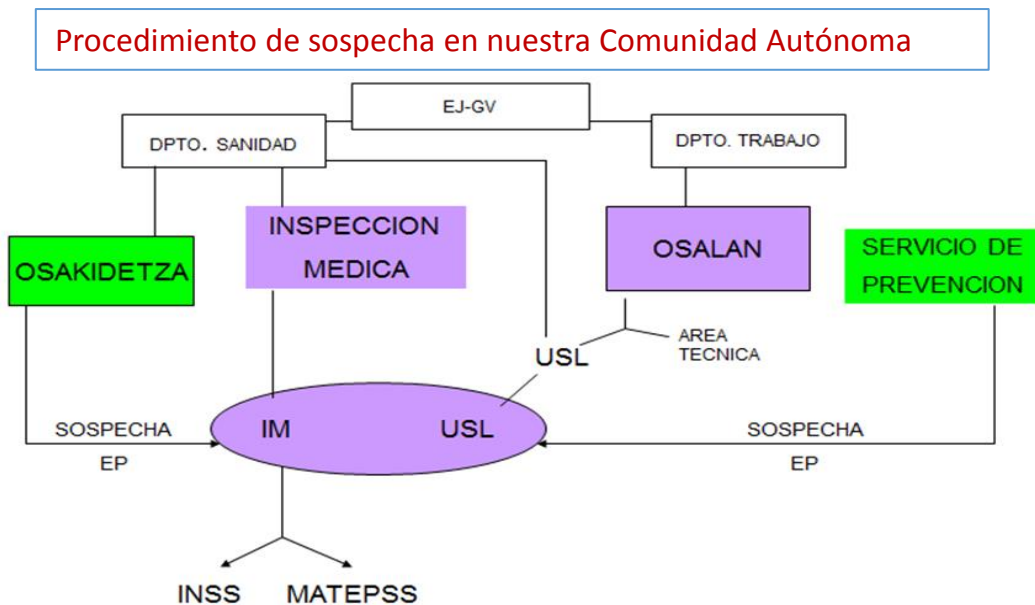 Procedimiento de sospecha en nuestra Comunidad Autónoma
EJ-GV
DPTO. SANIDAD
DPTO. TRABAJO
INSPECCION
MEDICA
OSALAN
OSAKIDETZA
SERVICIO DE
PREVENCION
AREA
TECNICA
USL
IM
USL
SOSPECHA
EP
SOSPECHA
EP
INSS
MATEPSS